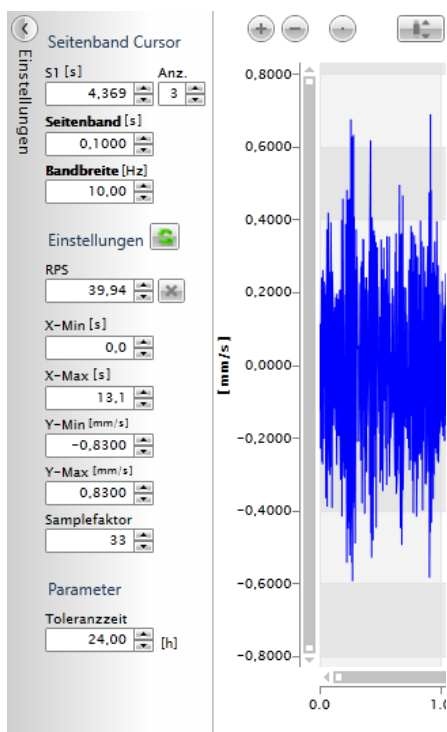 Einstellungen
Seitenband Cursor
S1 [s] Anz.
4,369 3
Seitenband [s]
0,1000
Bandbreite [Hz]
10,00
Einstellungen
RPS
39,94
X-Min [s]
0,0
X-Max [s]
13,1
Y-Min [mm/s]
-0,8300
Y-Max [mm/s]
0,8300
Samplefaktor
33
Parameter
Toleranzzeit
24,00 [h]
[mm/s]
0,8000
0,6000
0,4000
0,2000
0,0000
-0,2000
-0,4000
-0,6000
-0,8000
0.0 1.0